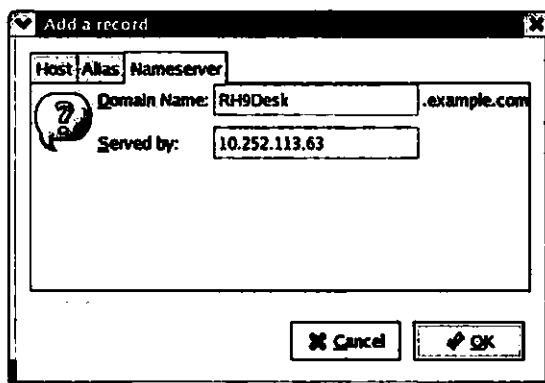 Add a record
Host Alias Nameserver
Domain Name: RH9Desk .example.com
Served by: 10.252.113.63
Cancel OK